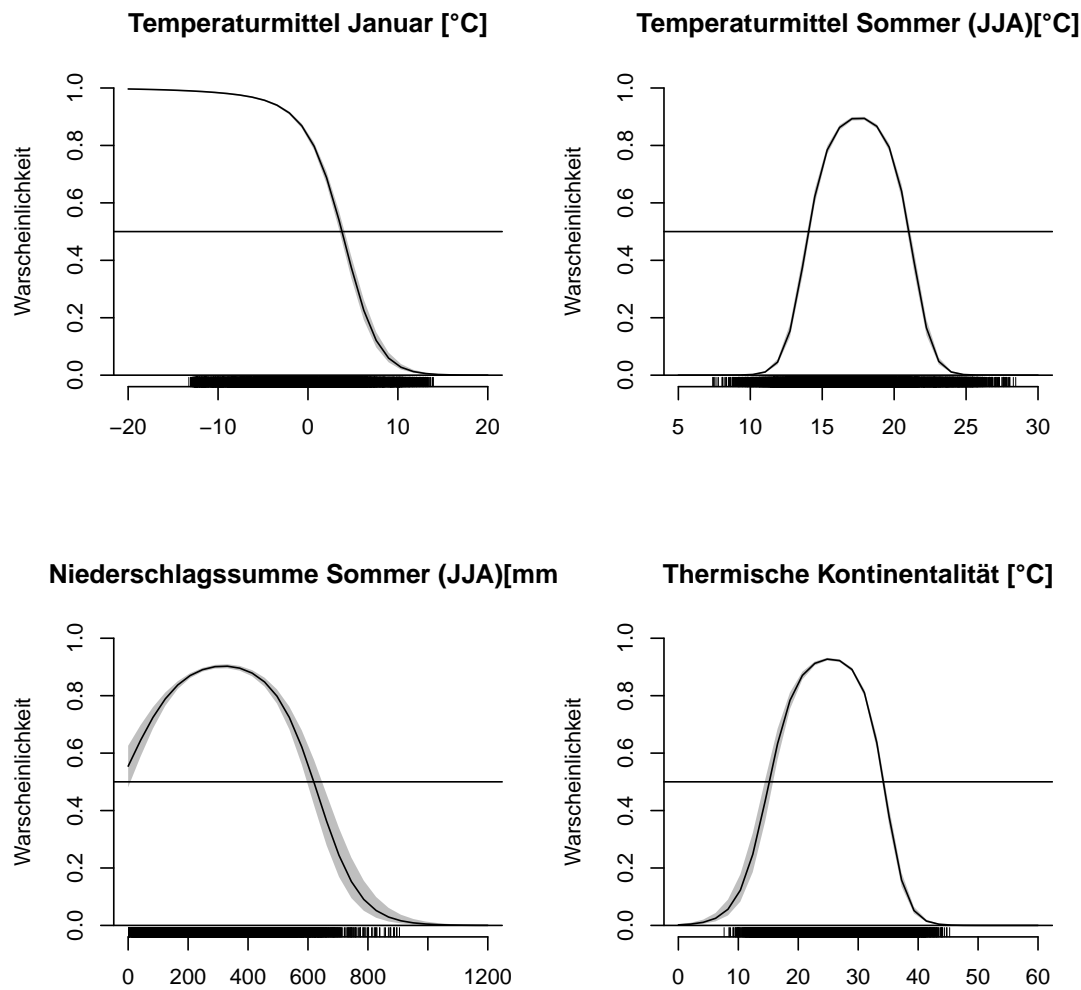 Temperaturmittel Januar [°C]
Warscheinlichkeit
1.0
0.8
0.6
0.4
0.2
0.0
−20 −10 0 10 20
Temperaturmittel Sommer (JJA)[°C]
Warscheinlichkeit
1.0
0.8
0.6
0.4
0.2
0.0
5 10 15 20 25 30
Niederschlagssumme Sommer (JJA)[mm
Warscheinlichkeit
1.0
0.8
0.6
0.4
0.2
0.0
0 200 400 600 800 1200
Thermische Kontinentalität [°C]
Warscheinlichkeit
1.0
0.8
0.6
0.4
0.2
0.0
0 10 20 30 40 50 60